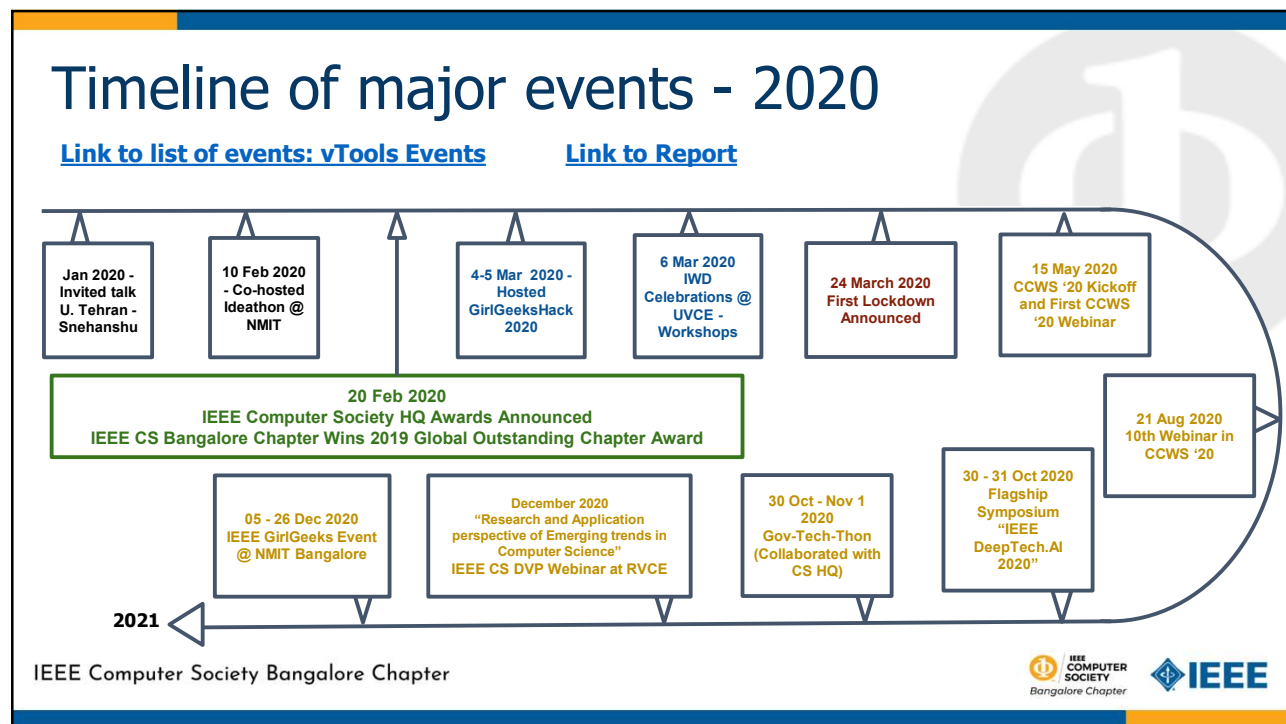 Timeline of major events - 2020
Link to list of events: vTools Events
Link to Report
Jan 2020 -
Invited talk
U. Tehran -
Snehanshu
10 Feb 2020
- Co-hosted
Ideathon @
NMIT
4-5 Mar 2020 -
Hosted
GirlGeeksHack
2020
6 Mar 2020
IWD
Celebrations @
UVCE -
Workshops
24 March 2020
First Lockdown
Announced
15 May 2020
CCWS ‘20 Kickoff
and First CCWS
‘20 Webinar
20 Feb 2020
IEEE Computer Society HQ Awards Announced
IEEE CS Bangalore Chapter Wins 2019 Global Outstanding Chapter Award
21 Aug 2020
10th Webinar in
CCWS ‘20
30 - 31 Oct 2020
Flagship
Symposium
“IEEE
DeepTech.AI
2020”
30 Oct - Nov 1
2020
Gov-Tech-Thon
(Collaborated with
CS HQ)
December 2020
“Research and Application
perspective of Emerging trends in
Computer Science”
IEEE CS DVP Webinar at RVCE
05 - 26 Dec 2020
IEEE GirlGeeks Event
@ NMIT Bangalore
2021
IEEE Computer Society Bangalore Chapter
IEEE
COMPUTER
SOCIETY
Bangalore Chapter
IEEE